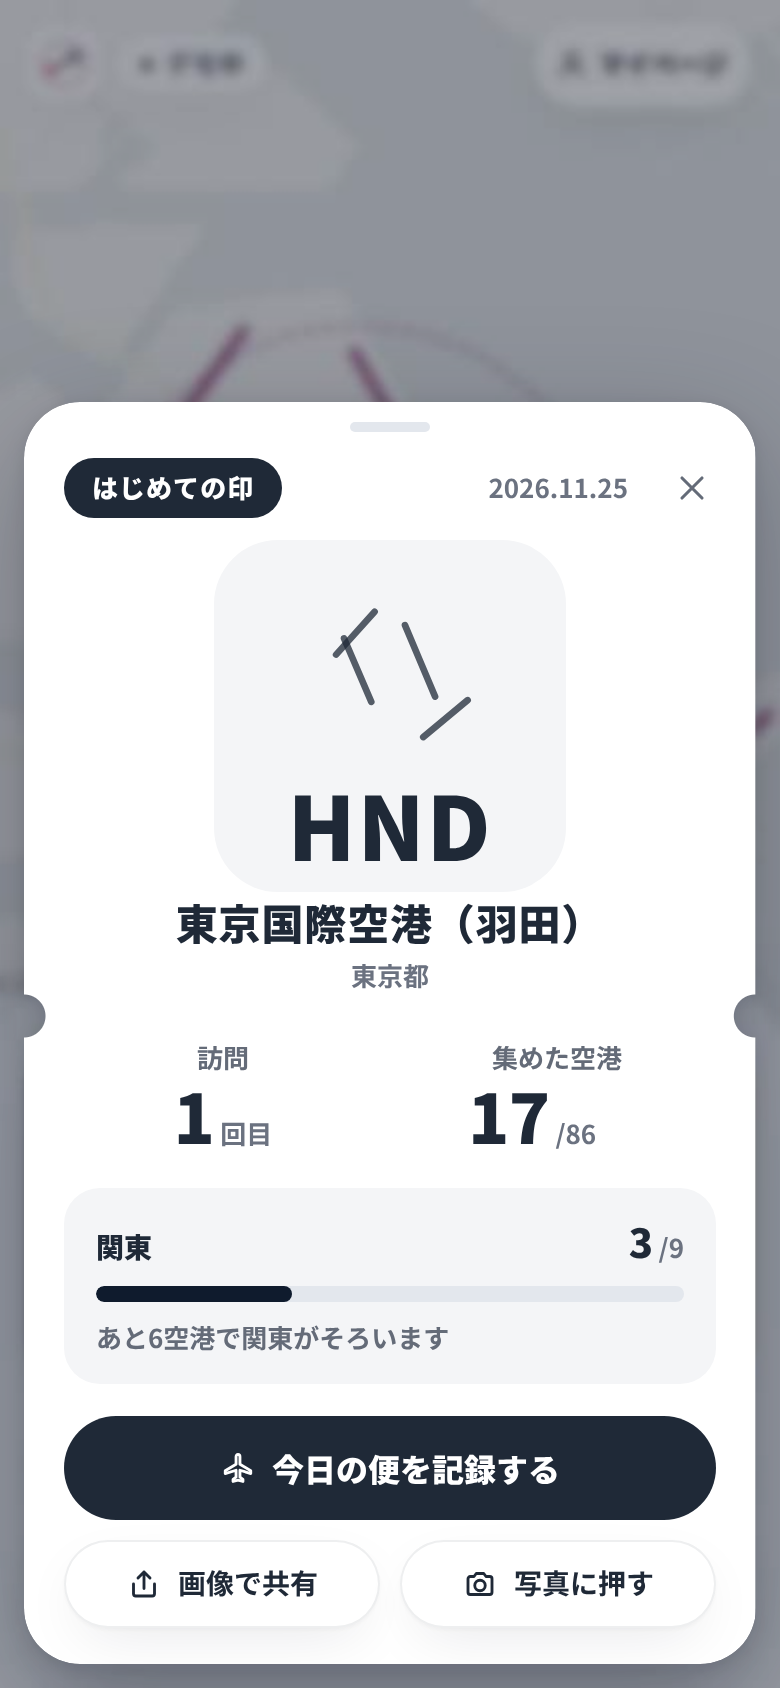 はじめての印
2026.11.25
HND
東京国際空港（羽田）
東京都
訪問
1回目
集めた空港
17/86
関東
3/9
あと6空港で関東がそろいます
今日の便を記録する
画像で共有
写真に押す